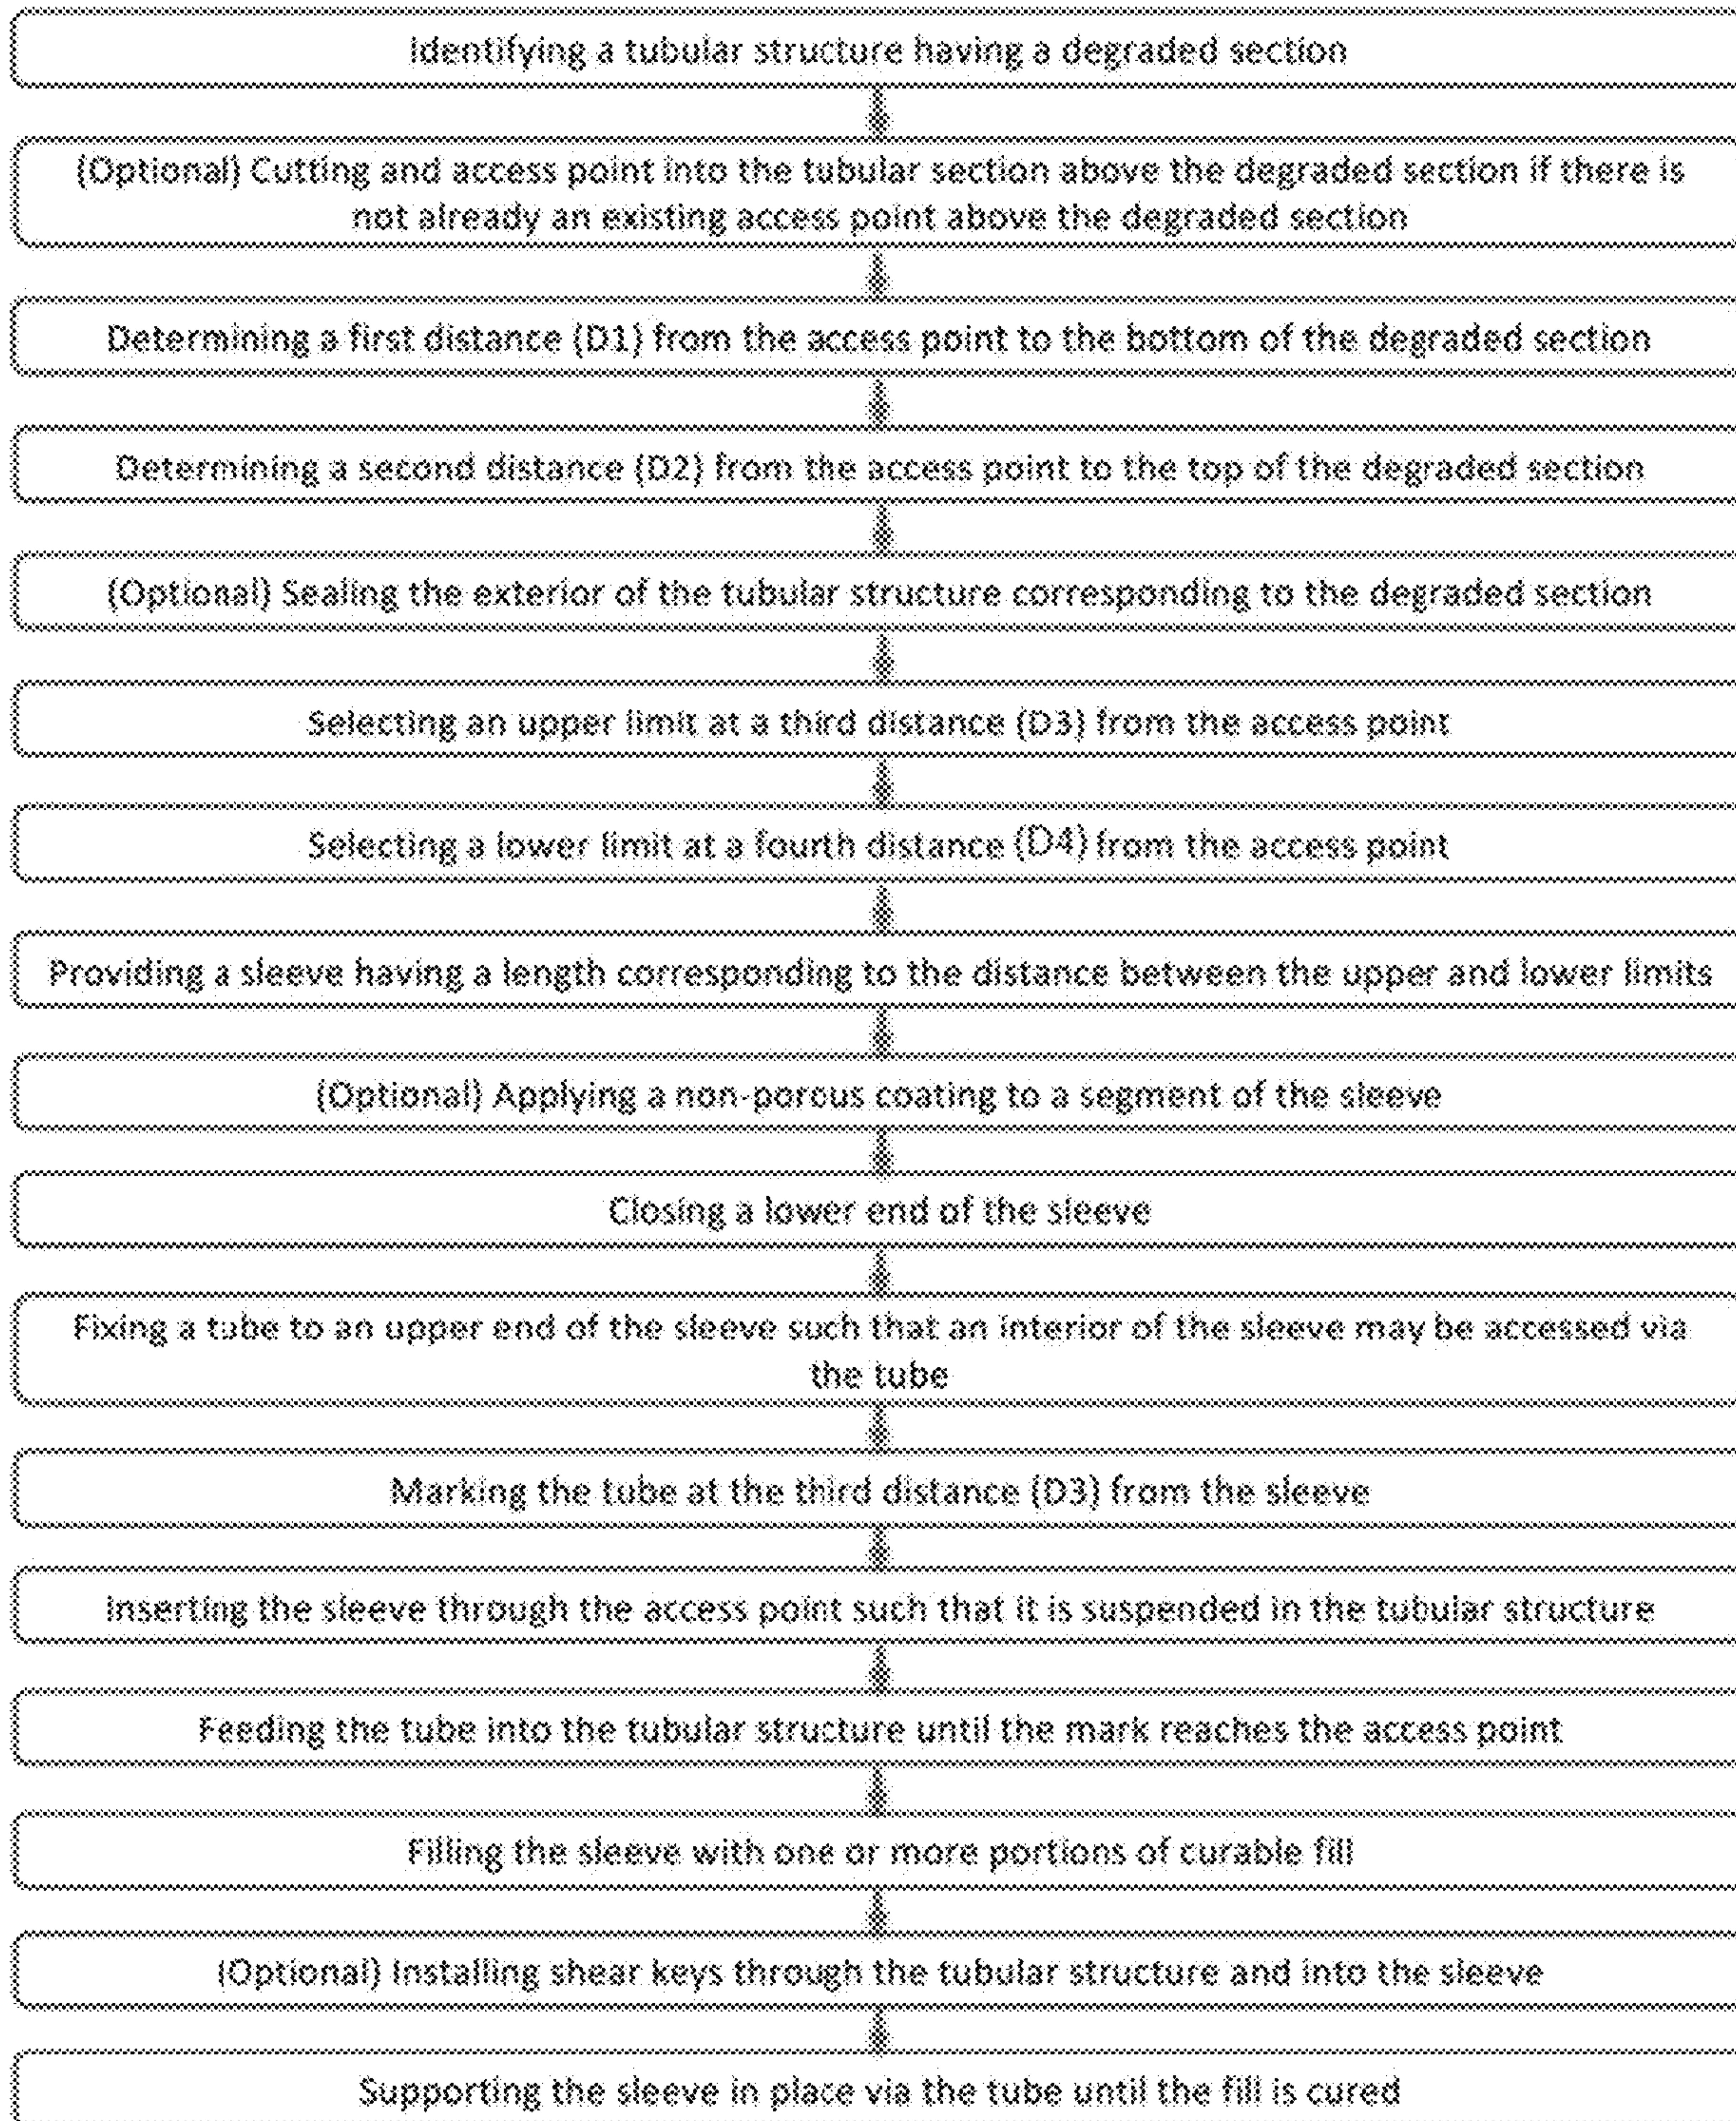 Identifying a tubular structure having a degraded section
(Optional) Cutting and access point into the tubular section above the degraded section if there is
not already an existing access point above the degraded section
Determining a first distance (D1) from the access point to the bottom of the degraded section
Determining a second distance (D2) from the access point to the top of the degraded section
(Optional) Sealing the exterior of the tubular structure corresponding to the degraded section
Selecting an upper limit at a third distance (D3) from the access point
Selecting a lower limit at a fourth distance (D4) from the access point
Providing a sleeve having a length corresponding to the distance between the upper and lower limits
(Optional) Applying a non-porous coating to a segment of the sleeve
Closing a lower end of the sleeve
Fixing a tube to an upper end of the sleeve such that an interior of the sleeve may be accessed via
the tube
Marking the tube at the third distance (D3) from the sleeve
Inserting the sleeve through the access point such that it is suspended in the tubular structure
Feeding the tube into the tubular structure until the mark reaches the access point
Filling the sleeve with one or more portions of curable fill
(Optional) Installing shear keys through the tubular structure and into the sleeve
Supporting the sleeve in place via the tube until the fill is cured